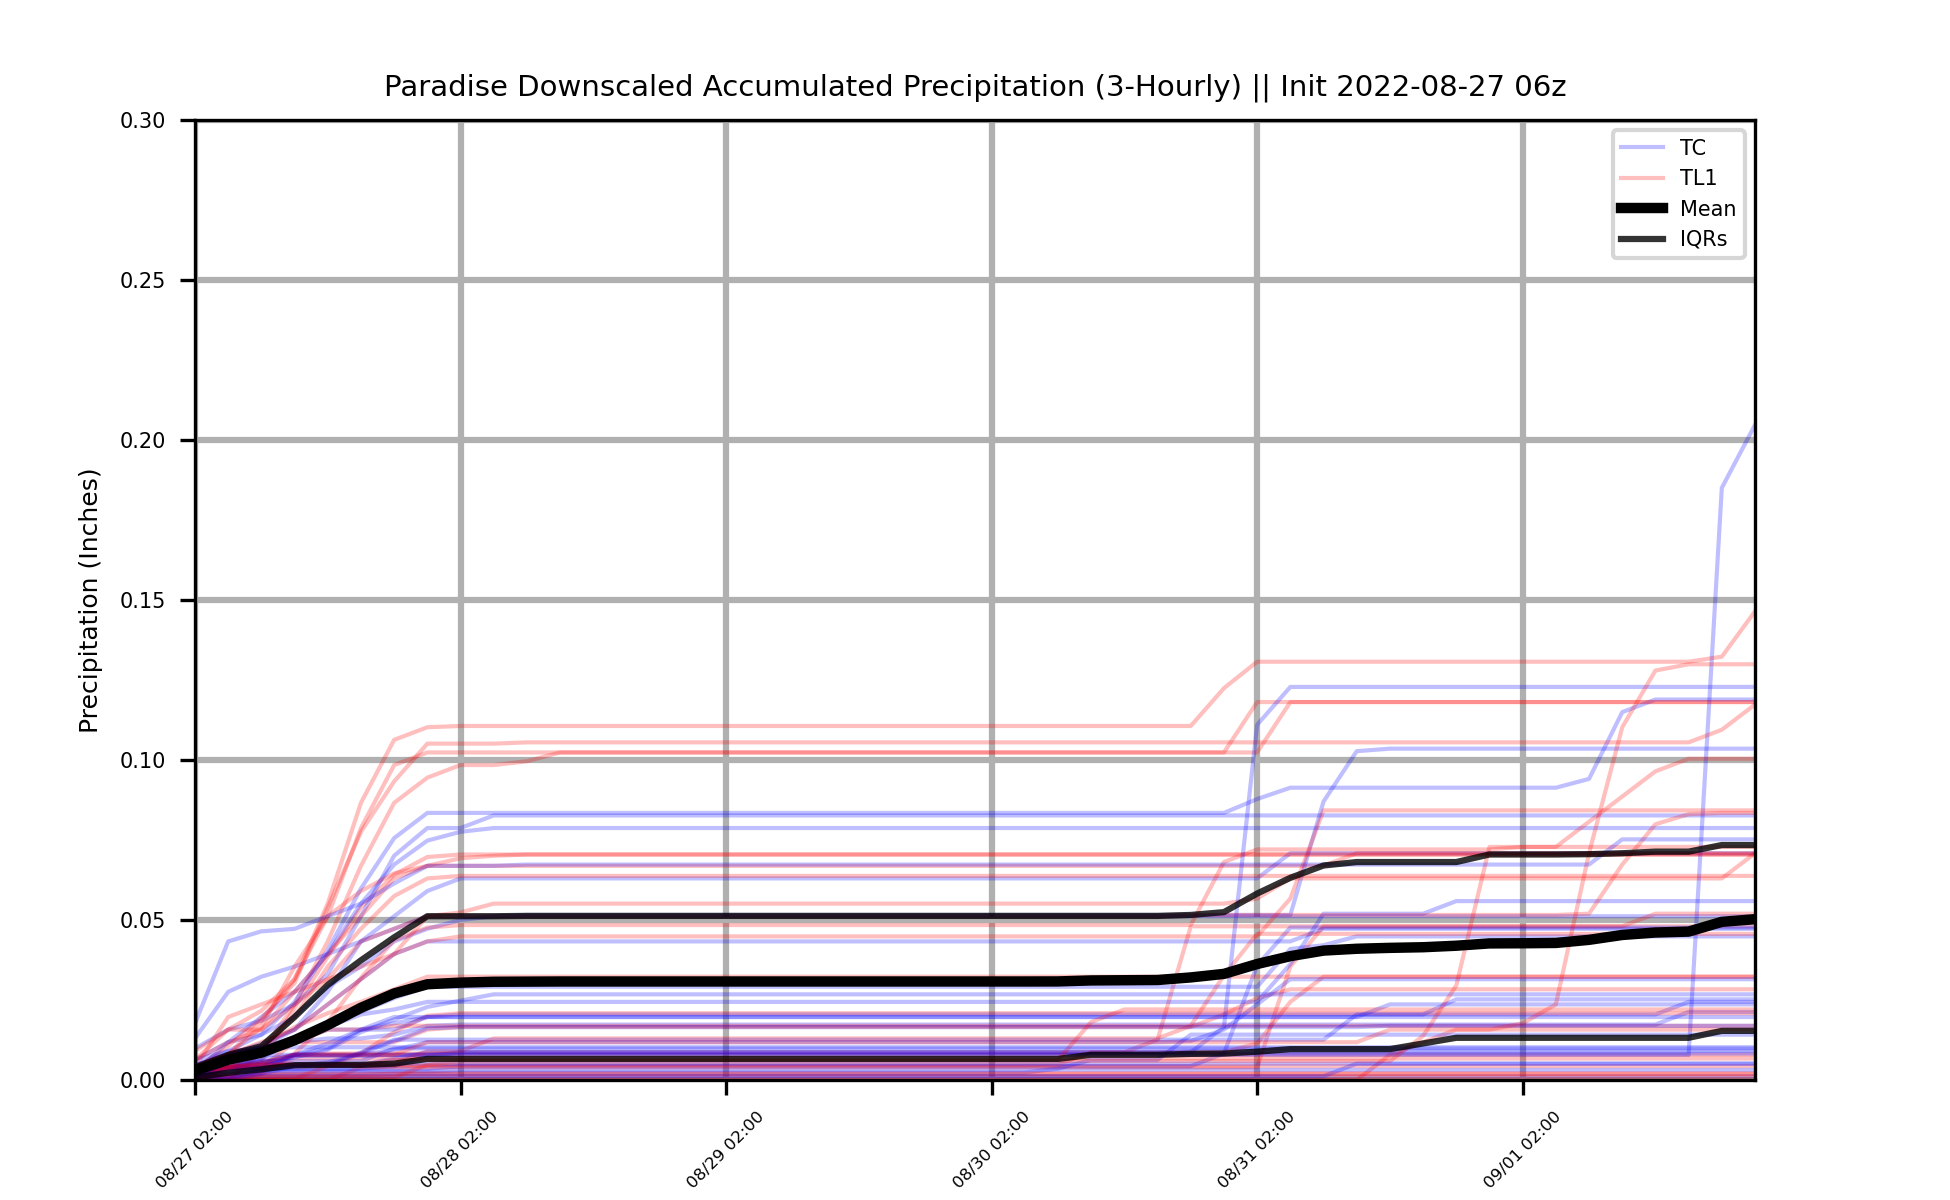 Paradise Downscaled Accumulated Precipitation (3-Hourly) || Init 2022-08-27 06z
0.30
0.25
0.20
0.15
0.10
0.05
0.00
Precipitation (Inches)
TC
TL1
Mean
IQRs
08/27 02:00
08/28 02:00
08/29 02:00
08/30 02:00
08/31 02:00
09/01 02:00